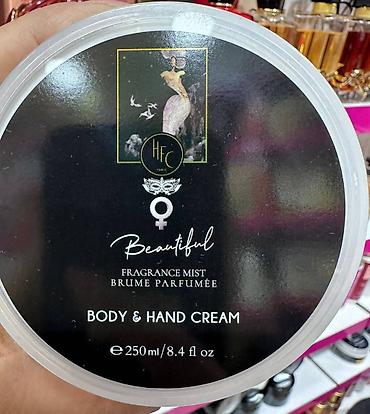 HFC
PARIS
Beautiful
FRAGRANCE MIST
BRUME PARFUMÉE
BODY & HAND CREAM
℮ 250ml/8.4 fl oz